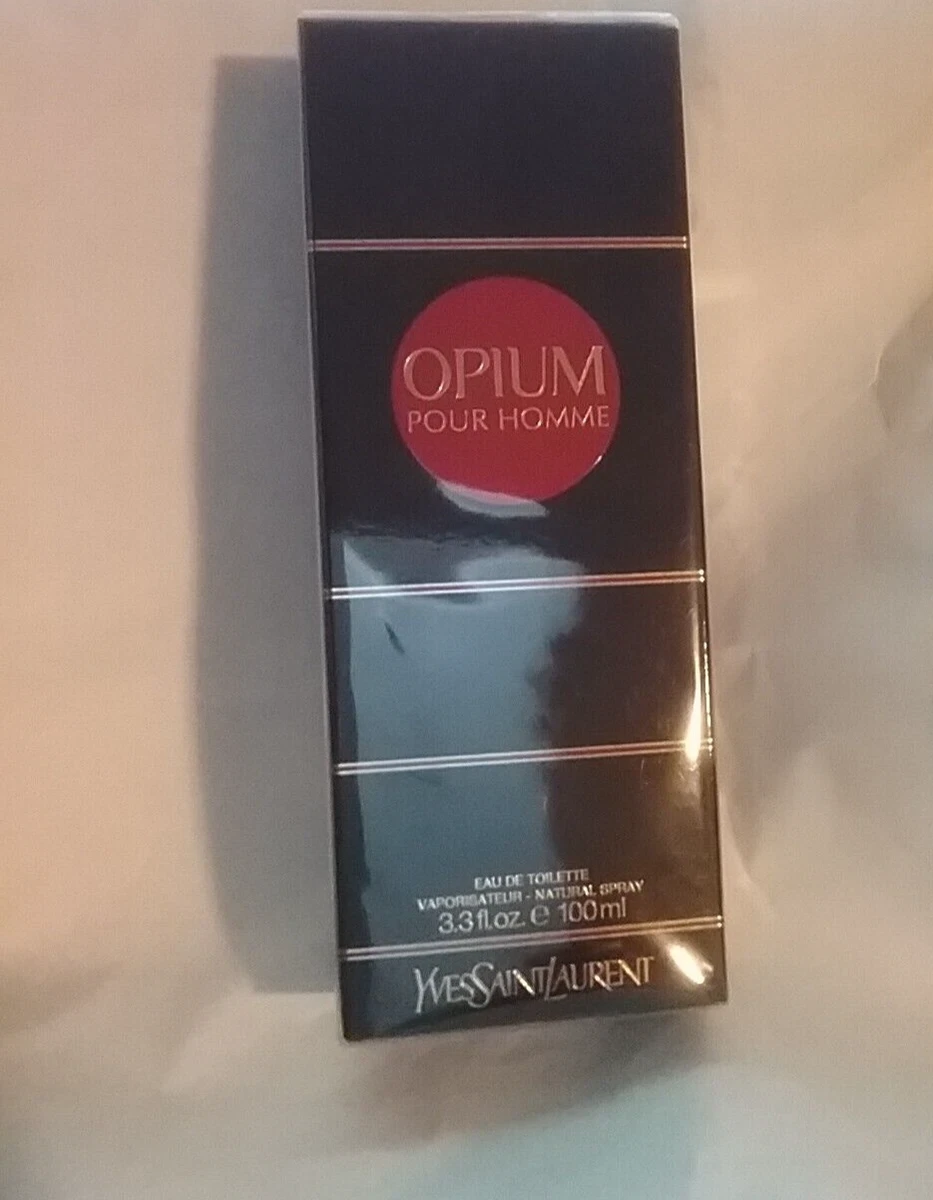 OPIUM
POUR HOMME
EAU DE TOILETTE
VAPORISATEUR - NATURAL SPRAY
3.3 fl.oz. e 100 ml
YVESSAINTLAURENT